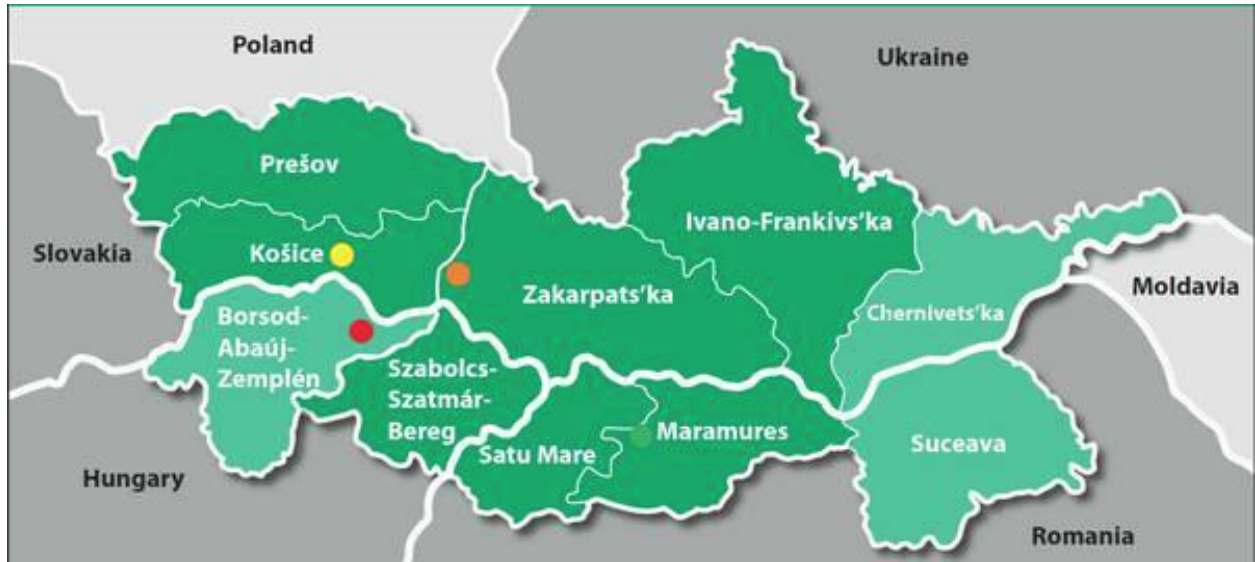 Poland
Ukraine
Prešov
Ivano-Frankivs'ka
Slovakia
Košice
Zakarpats'ka
Moldavia
Borsod-
Abaúj-
Zemplén
Chernivets'ka
Szabolcs-
Szatmár-
Bereg
Satu Mare
Maramures
Suceava
Hungary
Romania